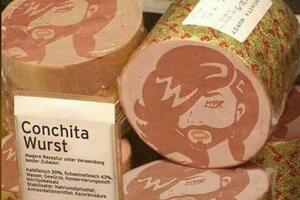 Conchita
Wurst
Magere Rezeptur unter Verwendung
bester Zutaten:
Kalbfleisch 39%, Schweinefleisch 43%,
Wasser, Gewürze, Konservierungsstoff
Nitritpökelsalz
Stabilisator: Natriumdiphosphat,
Antioxidationsmittel: Ascorbinsäure
WURST